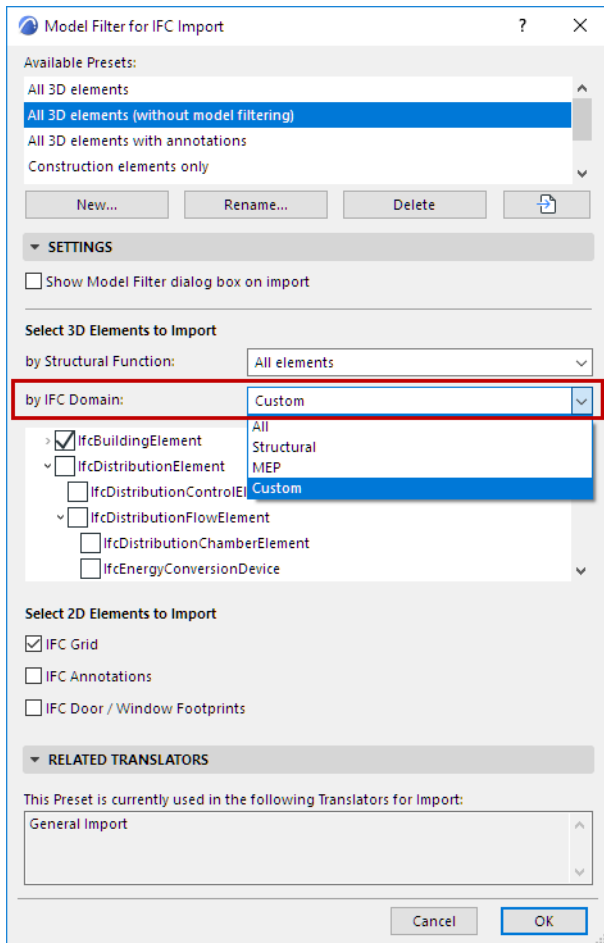 Model Filter for IFC Import
?
Available Presets:
All 3D elements
All 3D elements (without model filtering)
All 3D elements with annotations
Construction elements only
New...
Rename...
Delete
SETTINGS
Show Model Filter dialog box on import
Select 3D Elements to Import
by Structural Function:
All elements
by IFC Domain:
Custom
All
Structural
MEP
Custom
IfcBuildingElement
IfcDistributionElement
IfcDistributionControlEl
IfcDistributionFlowElement
IfcDistributionChamberElement
IfcEnergyConversionDevice
Select 2D Elements to Import
IFC Grid
IFC Annotations
IFC Door / Window Footprints
RELATED TRANSLATORS
This Preset is currently used in the following Translators for Import:
General Import
Cancel
OK